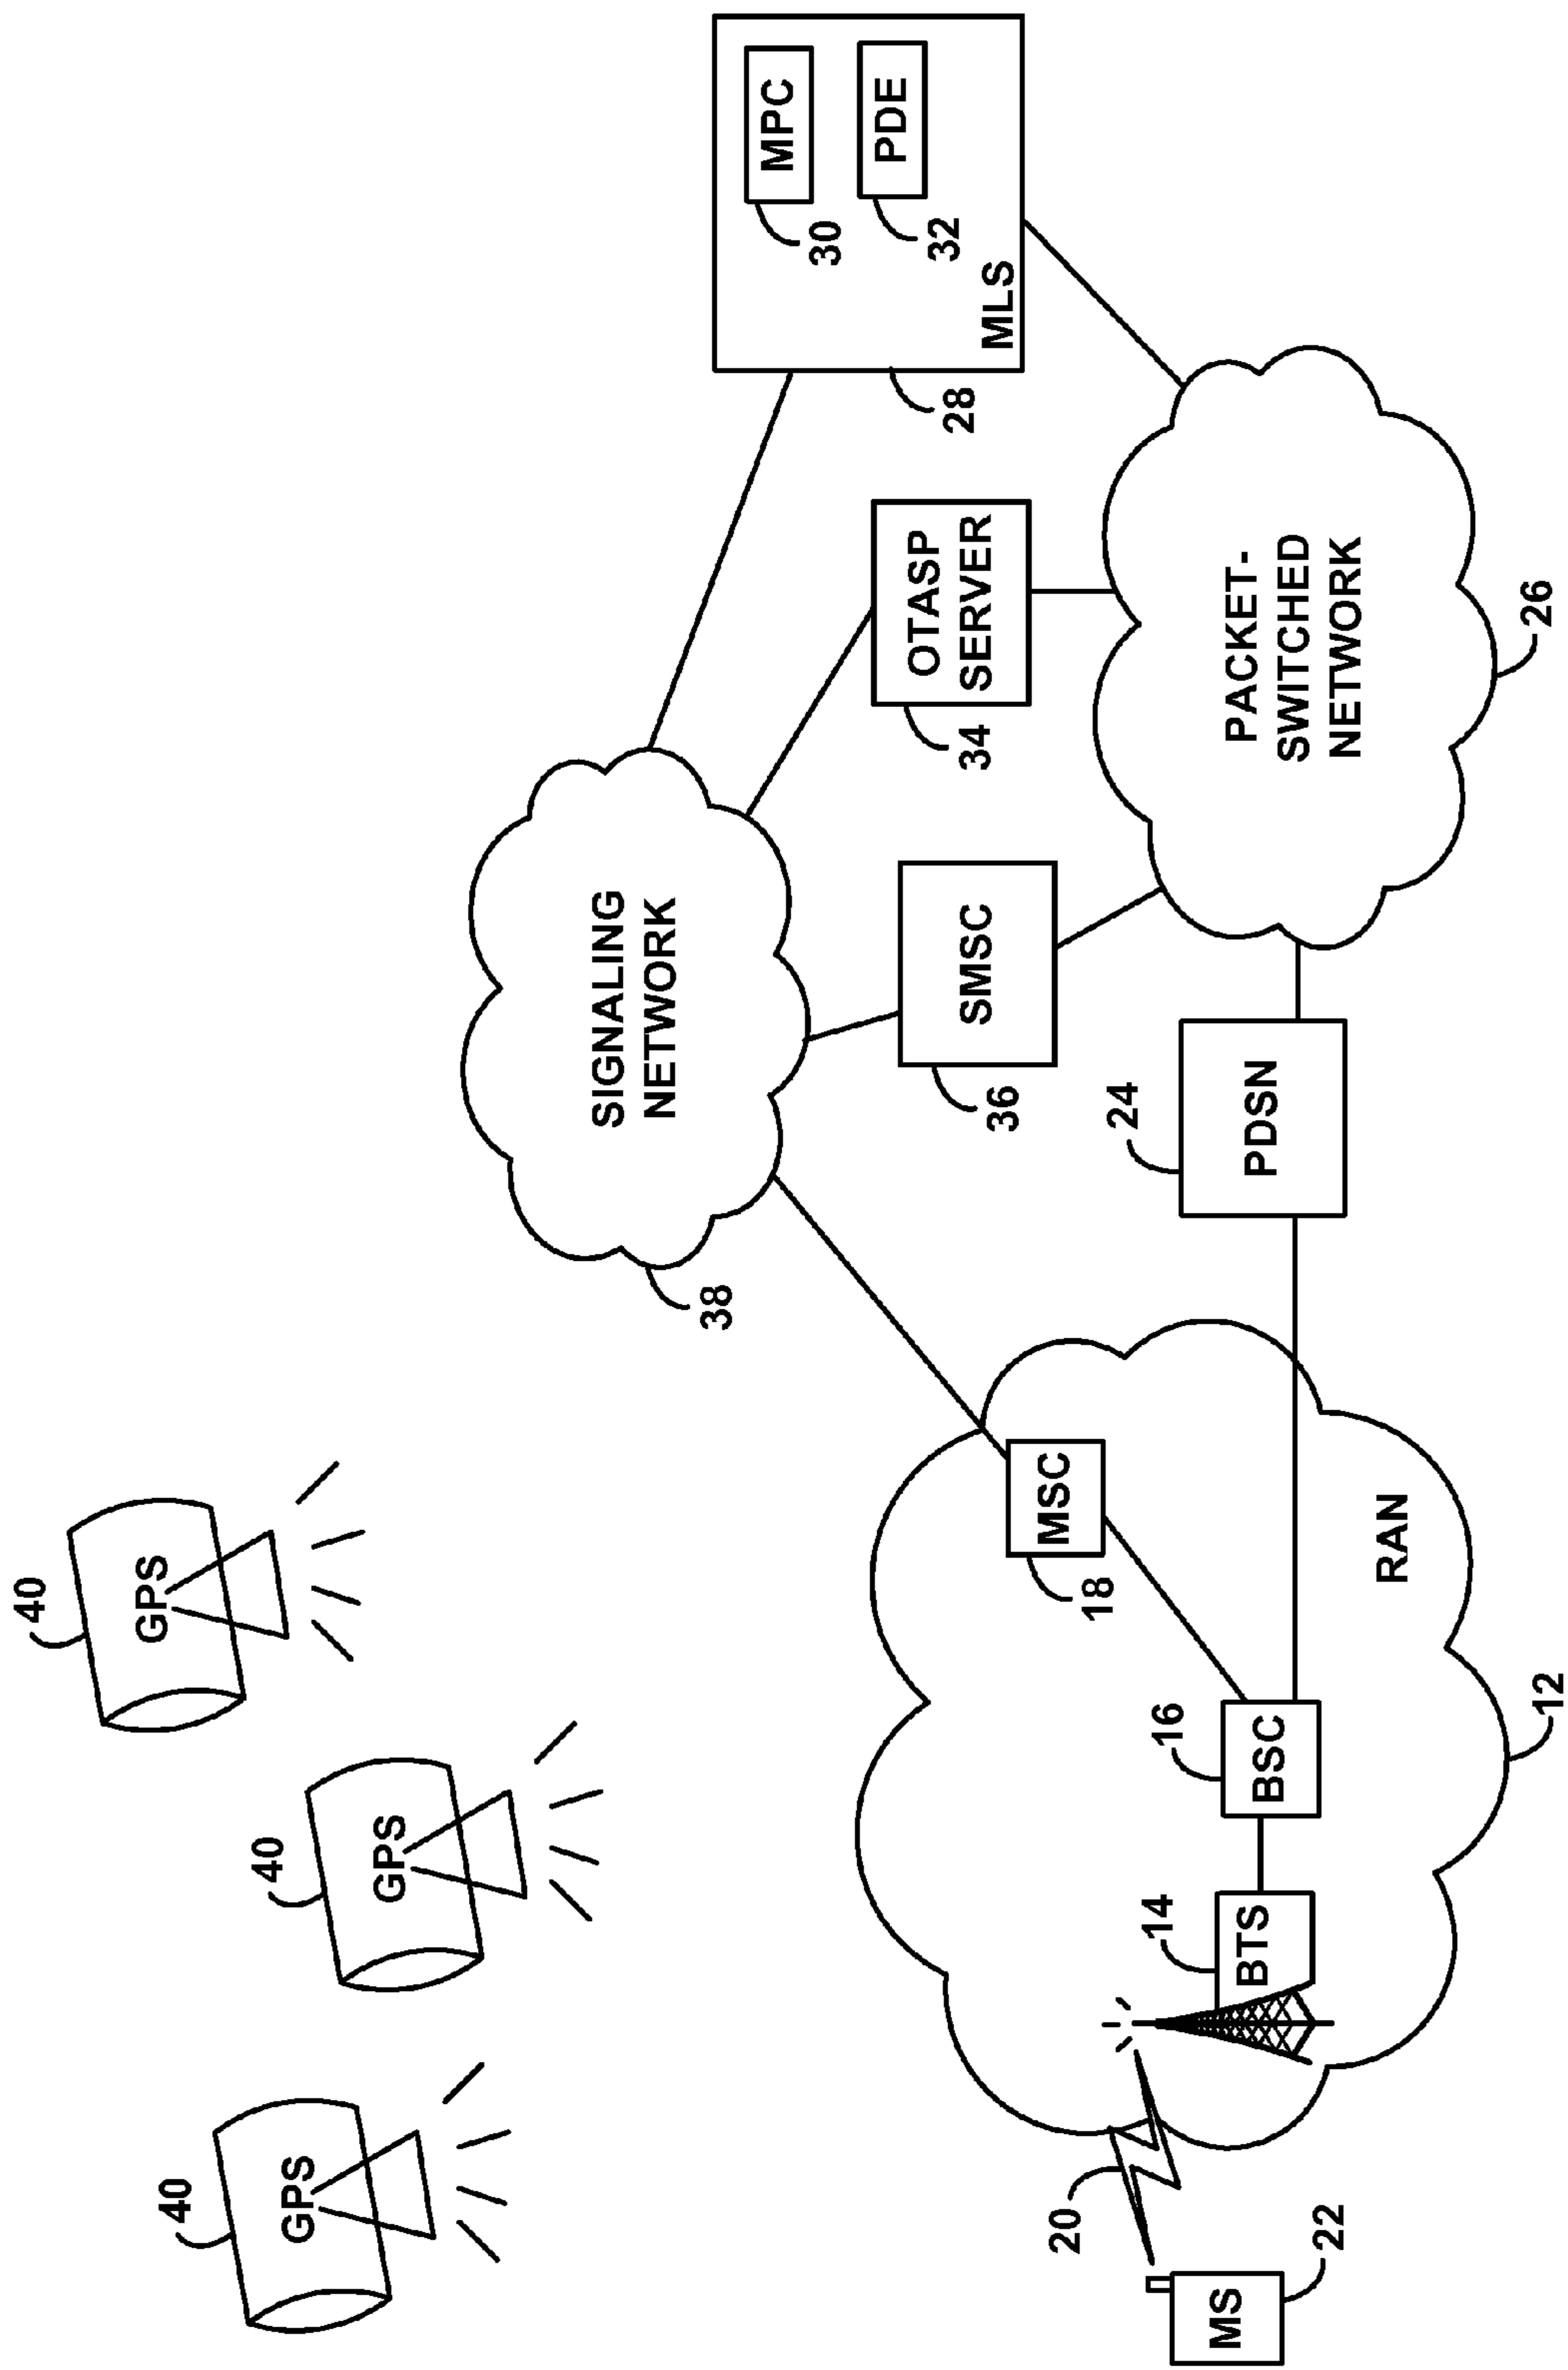 40
GPS
40
GPS
40
GPS
SIGNALING
NETWORK
38
MPC
30
PDE
32
MLS
28
OTASP
SERVER
34
SMSC
36
PACKET-
SWITCHED
NETWORK
26
PDSN
24
MSC
18
RAN
12
BSC
16
BTS
14
20
MS
22